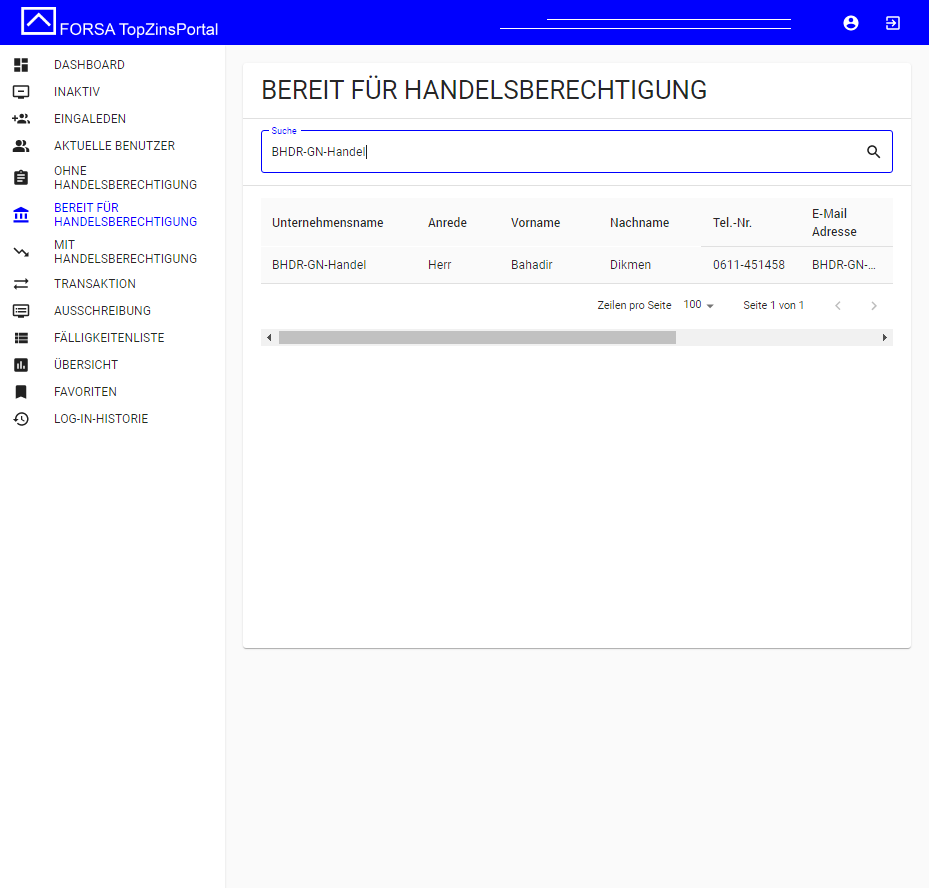 FORSA TopZinsPortal
DASHBOARD
INAKTIV
EINGALEDEN
AKTUELLE BENUTZER
OHNE
HANDELSBERECHTIGUNG
BEREIT FÜR
HANDELSBERECHTIGUNG
MIT
HANDELSBERECHTIGUNG
TRANSAKTION
AUSSCHREIBUNG
FÄLLIGKEITENLISTE
ÜBERSICHT
FAVORITEN
LOG-IN-HISTORIE
BEREIT FÜR HANDELSBERECHTIGUNG
Suche
BHDR-GN-Handel
Unternehmensname Anrede Vorname Nachname Tel.-Nr. E-Mail
Adresse
BHDR-GN-Handel Herr Bahadir Dikmen 0611-451458 BHDR-GN-...
Zeilen pro Seite 100 Seite 1 von 1